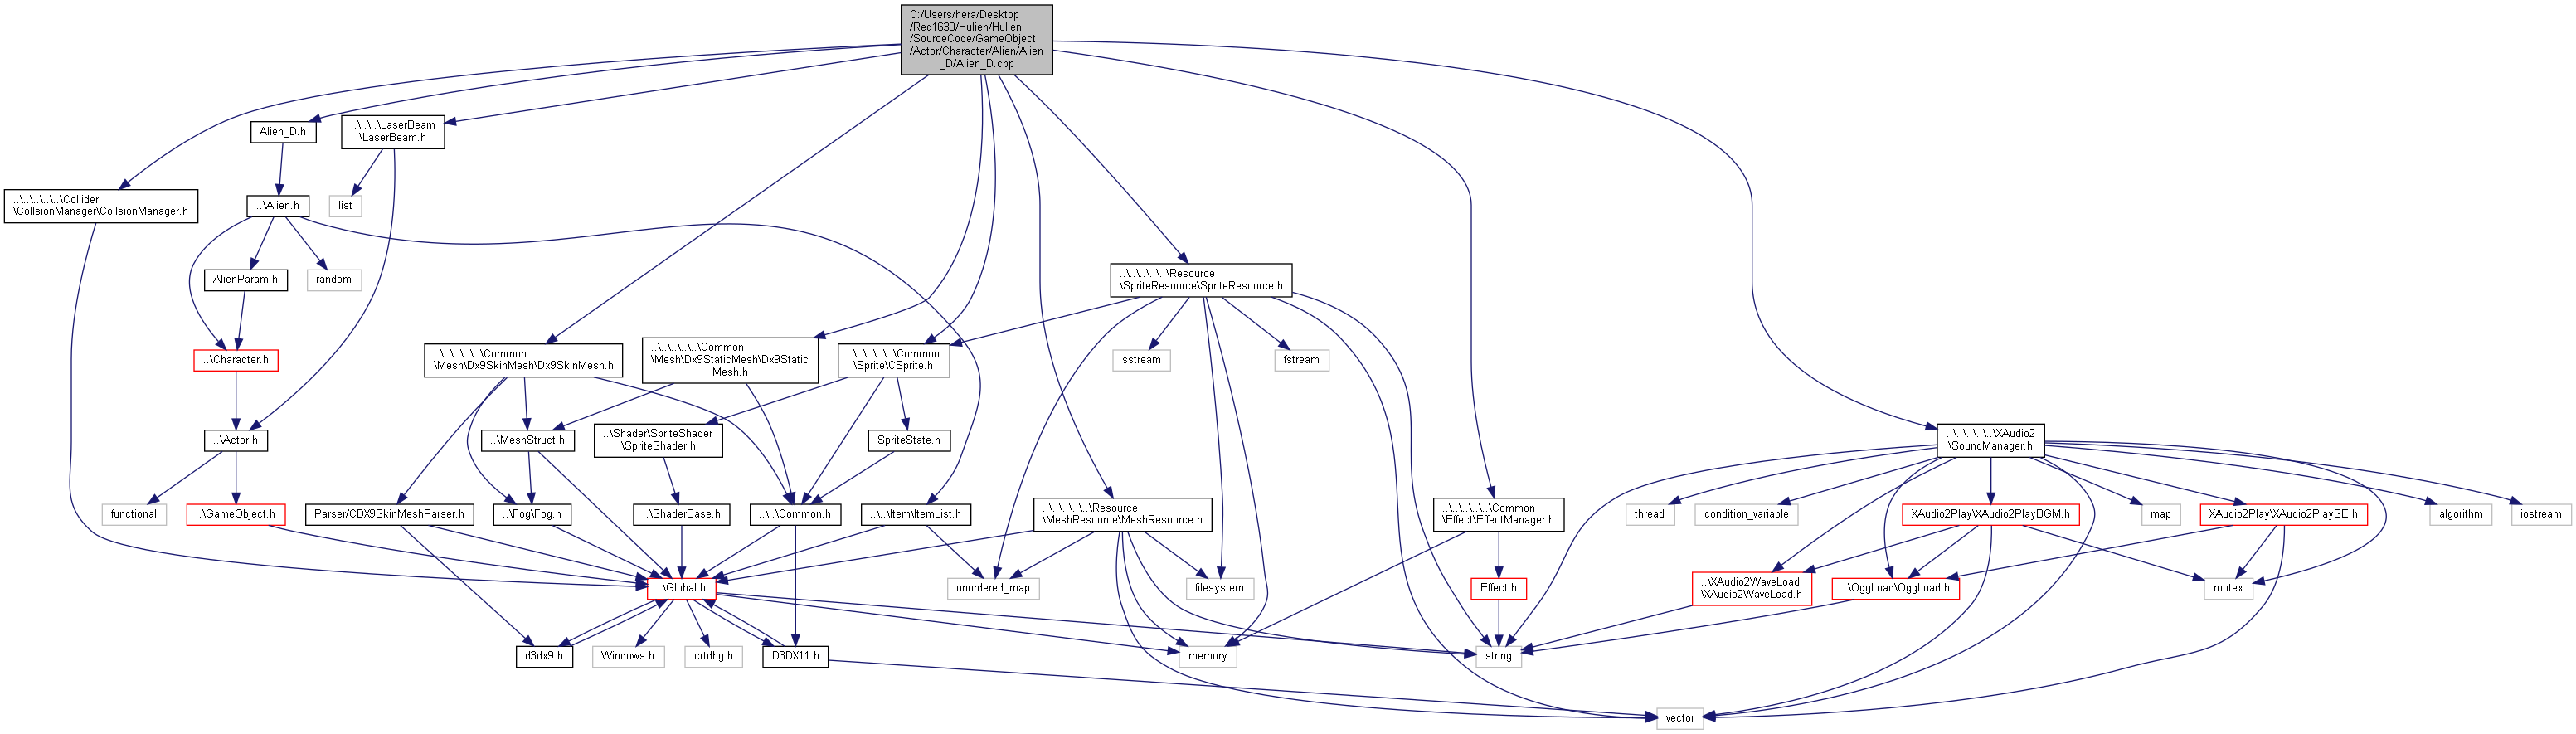 C:/Users/hera/Desktop
/Req1630/Hulien/Hulien
/SourceCode/GameObject
/Actor/Character/Alien/Alien
_D/Alien_D.cpp
Alien_D.h
..\..\..\LaserBeam
\LaserBeam.h
..\..\..\..\..\Collider
\CollsionManager\CollsionManager.h
..\Alien.h
list
AlienParam.h
random
..\..\..\..\..\Resource
\SpriteResource\SpriteResource.h
..\Character.h
..\..\..\..\..\Common
\Mesh\Dx9SkinMesh\Dx9SkinMesh.h
..\..\..\..\..\Common
\Mesh\Dx9StaticMesh\Dx9Static
Mesh.h
..\..\..\..\..\Common
\Sprite\CSprite.h
sstream
fstream
..\Actor.h
..\MeshStruct.h
..\Shader\SpriteShader
\SpriteShader.h
SpriteState.h
..\..\..\..\..\XAudio2
\SoundManager.h
functional
..\GameObject.h
Parser/CDX9SkinMeshParser.h
..\Fog\Fog.h
..\ShaderBase.h
..\..\Common.h
..\..\Item\ItemList.h
..\..\..\..\..\Resource
\MeshResource\MeshResource.h
..\..\..\..\..\Common
\Effect\EffectManager.h
thread
condition_variable
XAudio2Play\XAudio2PlayBGM.h
map
XAudio2Play\XAudio2PlaySE.h
algorithm
iostream
..\Global.h
unordered_map
filesystem
Effect.h
..\XAudio2WaveLoad
\XAudio2WaveLoad.h
..\OggLoad\OggLoad.h
mutex
d3dx9.h
Windows.h
crtdbg.h
D3DX11.h
memory
string
vector